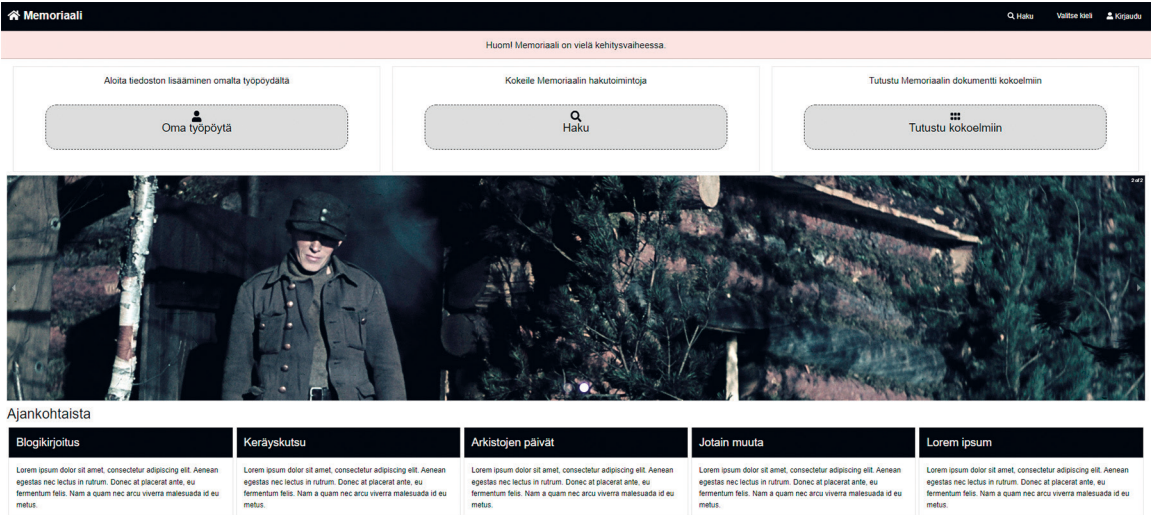 Memoriaali
Haku Valitse kieli Kirjaudu
Huom! Memoriaali on vielä kehitysvaiheessa.
Aloita tiedoston lisääminen omalta työpöydältä
Oma työpöytä
Kokeile Memoriaalin hakutoimintoja
Haku
Tutustu Memoriaalin dokumentti kokoelmiin
Tutustu kokoelmiin
2 of 2
Ajankohtaista
Blogikirjoitus
Lorem ipsum dolor sit amet, consectetur adipiscing elit. Aenean
egestas nec lectus in rutrum. Donec at placerat ante, eu
fermentum felis. Nam a quam nec arcu viverra malesuada id eu
metus.
Keräyskutsu
Lorem ipsum dolor sit amet, consectetur adipiscing elit. Aenean
egestas nec lectus in rutrum. Donec at placerat ante, eu
fermentum felis. Nam a quam nec arcu viverra malesuada id eu
metus.
Arkistojen päivät
Lorem ipsum dolor sit amet, consectetur adipiscing elit. Aenean
egestas nec lectus in rutrum. Donec at placerat ante, eu
fermentum felis. Nam a quam nec arcu viverra malesuada id eu
metus.
Jotain muuta
Lorem ipsum dolor sit amet, consectetur adipiscing elit. Aenean
egestas nec lectus in rutrum. Donec at placerat ante, eu
fermentum felis. Nam a quam nec arcu viverra malesuada id eu
metus.
Lorem ipsum
Lorem ipsum dolor sit amet, consectetur adipiscing elit. Aenean
egestas nec lectus in rutrum. Donec at placerat ante, eu
fermentum felis. Nam a quam nec arcu viverra malesuada id eu
metus.